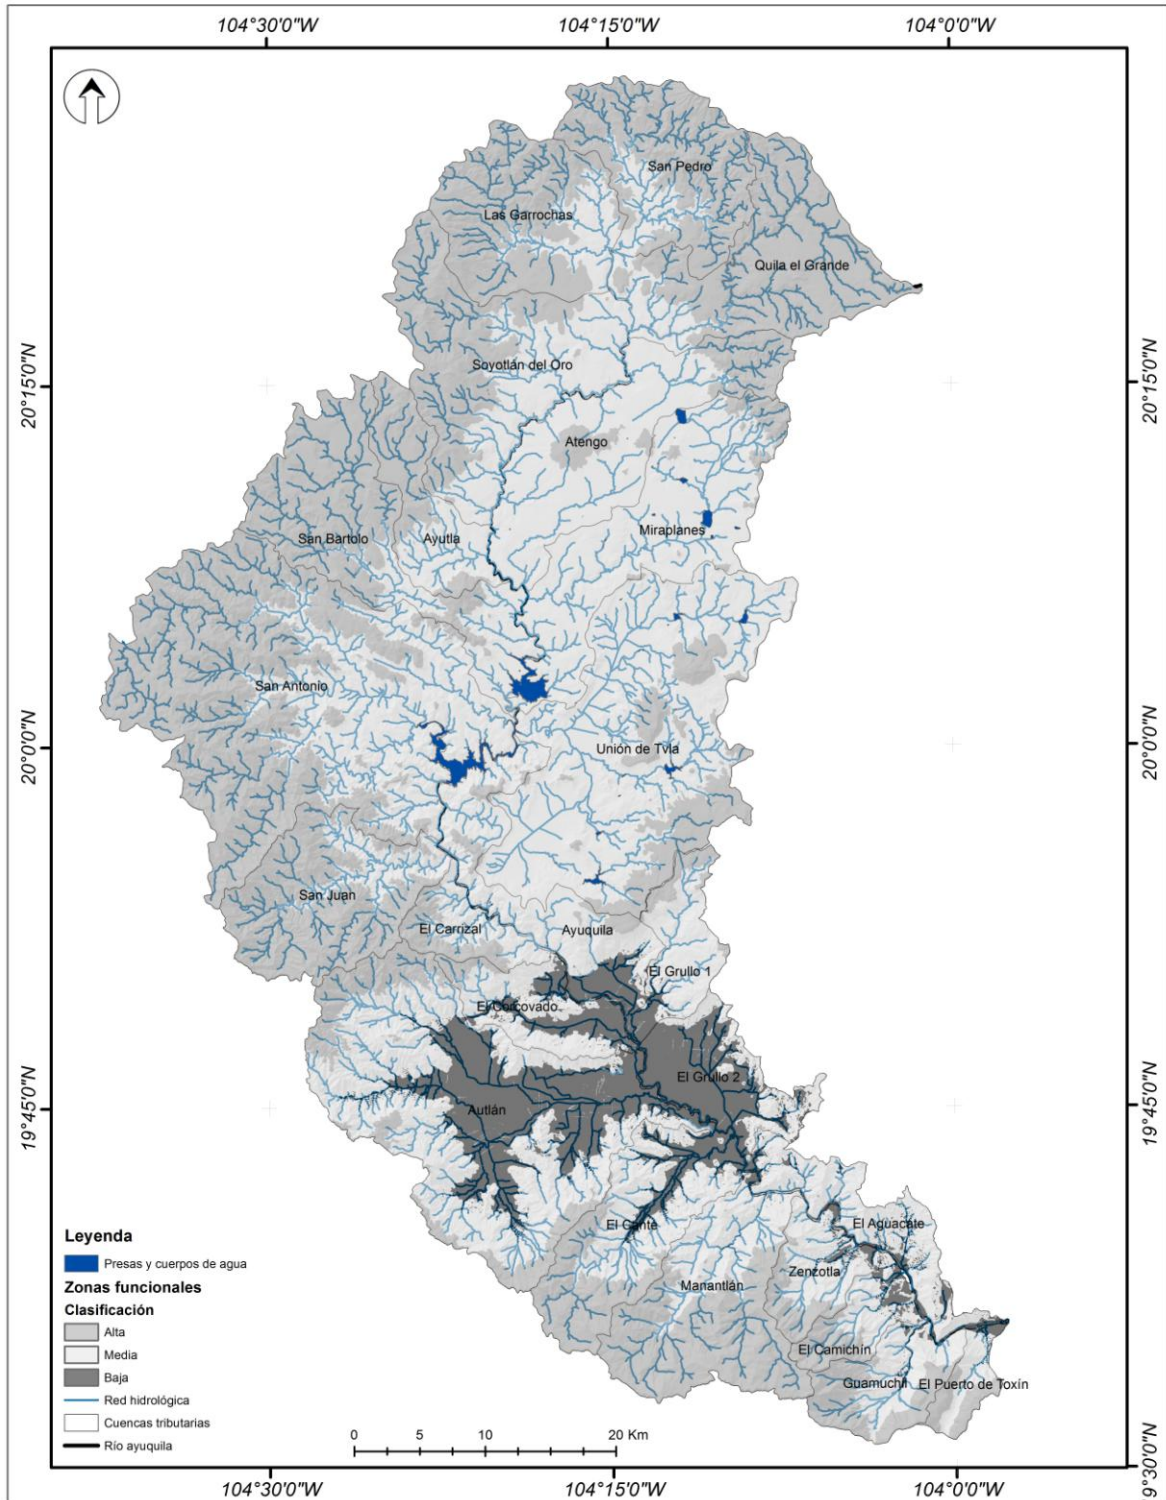 104°30'0"W 104°15'0"W 104°0'0"W
San Pedro
Las Garrochas
Quila el Grande
20°15'0"N 20°15'0"N
Soyotlán del Oro
Atengo
Miraplanes
San Bartolo
Ayutla
San Antonio
20°0'0"N 20°0'0"N
Unión de Tvla
San Juan
El Carrizal
Ayuquila
El Grullo 1
El Corcovado
El Grullo 2
19°45'0"N 19°45'0"N
Autlán
El Cante
El Aguacate
Zenzotla
Manantlán
El Camichín
Guamuchil
El Puerto de Toxín
Leyenda
Presas y cuerpos de agua
Zonas funcionales
Clasificación
Alta
Media
Baja
Red hidrológica
Cuencas tributarias
Río ayuquila
0 5 10 20 Km
19°30'0"N
104°30'0"W 104°15'0"W 104°0'0"W